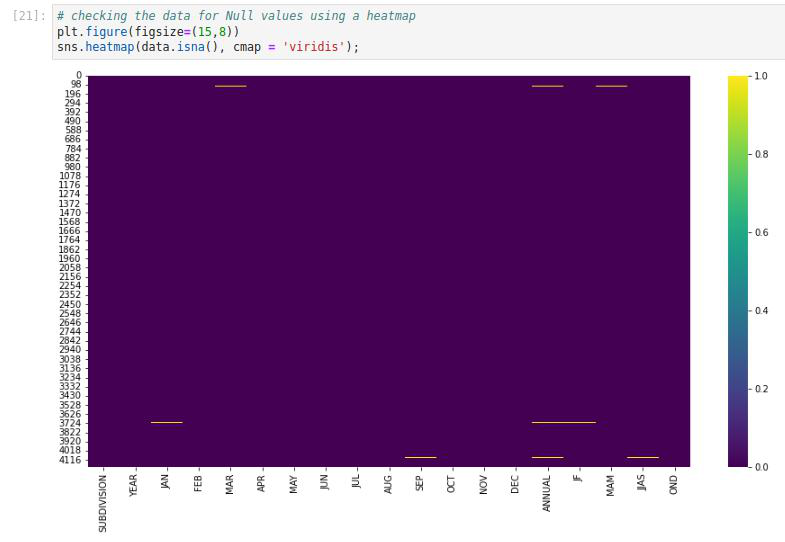 [21]: # checking the data for Null values using a heatmap
plt.figure(figsize=(15,8))
sns.heatmap(data.isna(), cmap = 'viridis');
0
98
196
294
392
490
588
686
784
882
980
1078
1176
1274
1372
1470
1568
1666
1764
1862
1960
2058
2156
2254
2352
2450
2548
2646
2744
2842
2940
3038
3136
3234
3332
3430
3528
3626
3724
3822
3920
4018
4116
SUBDIVISION
YEAR
JAN
FEB
MAR
APR
MAY
JUN
JUL
AUG
SEP
OCT
NOV
DEC
ANNUAL
JF
MAM
JJAS
OND
1.0
0.8
0.6
0.4
0.2
0.0